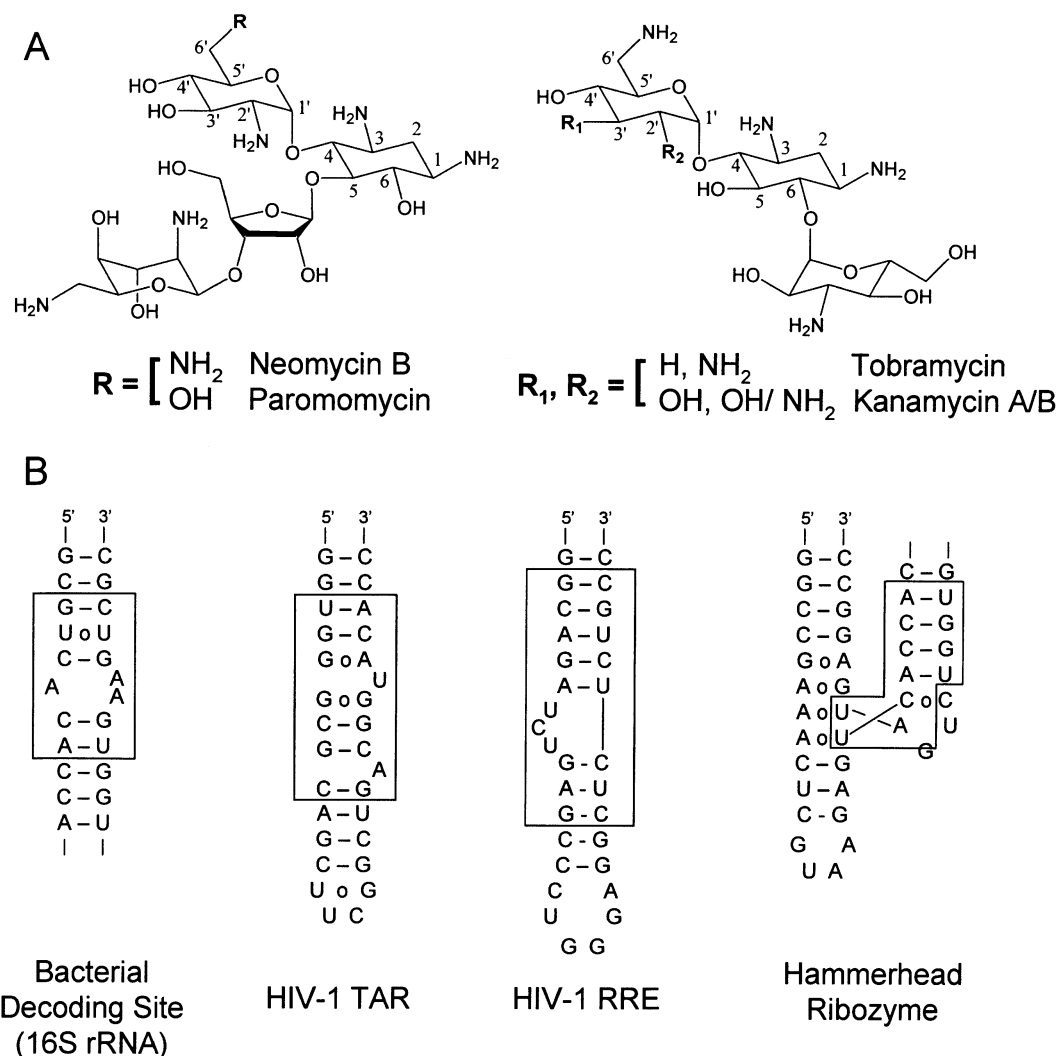 A
R
6'
HO
4'
5'
O
HO
3'
2'
1'
H₂N
H₂N
O
4
3
2
1
NH₂
5
6
OH
O
HO
O
OH
NH₂
O
OH
O
OH
H₂N
NH₂
6'
HO
4'
5'
O
R₁
3'
2'
1'
R₂
H₂N
O
4
3
2
1
NH₂
HO
5
6
O
HO
O
OH
OH
H₂N
R = [ NH₂ Neomycin B
OH Paromomycin
R₁, R₂ = [ H, NH₂ Tobramycin
OH, OH/ NH₂ Kanamycin A/B
B
5' 3'
G – C
C – G
G – C
U o U
C – G
A A
A
C – G
A – U
C – G
C – G
A – U
Bacterial
Decoding Site
(16S rRNA)
5' 3'
G – C
G – C
U – A
G – C
G o A
U
G o G
C – G
G – C
A
C – G
A – U
G – C
C – G
U o G
U C
HIV-1 TAR
5' 3'
G – C
G – C
C – G
A – U
G – C
A – U
U
C
U
G – C
A – U
G - C
C - G
C – G
C A
U G
G G
HIV-1 RRE
5' 3'
G – C
G – C
C – G
C – G
G o A
A o G
A o U
A o U
C – G
U – A
C - G
G A
U A
C – G
A – U
C – G
C – G
A – U
C o C
A U
G
Hammerhead
Ribozyme